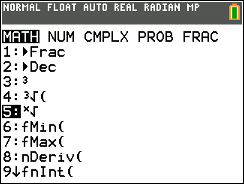 NORMAL FLOAT AUTO REAL RADIAN MP
MATH NUM CMPLX PROB FRAC
1:►Frac
2:►Dec
3:³
4:³√(
5:ˣ√
6:fMin(
7:fMax(
8:nDeriv(
9↓fnInt(